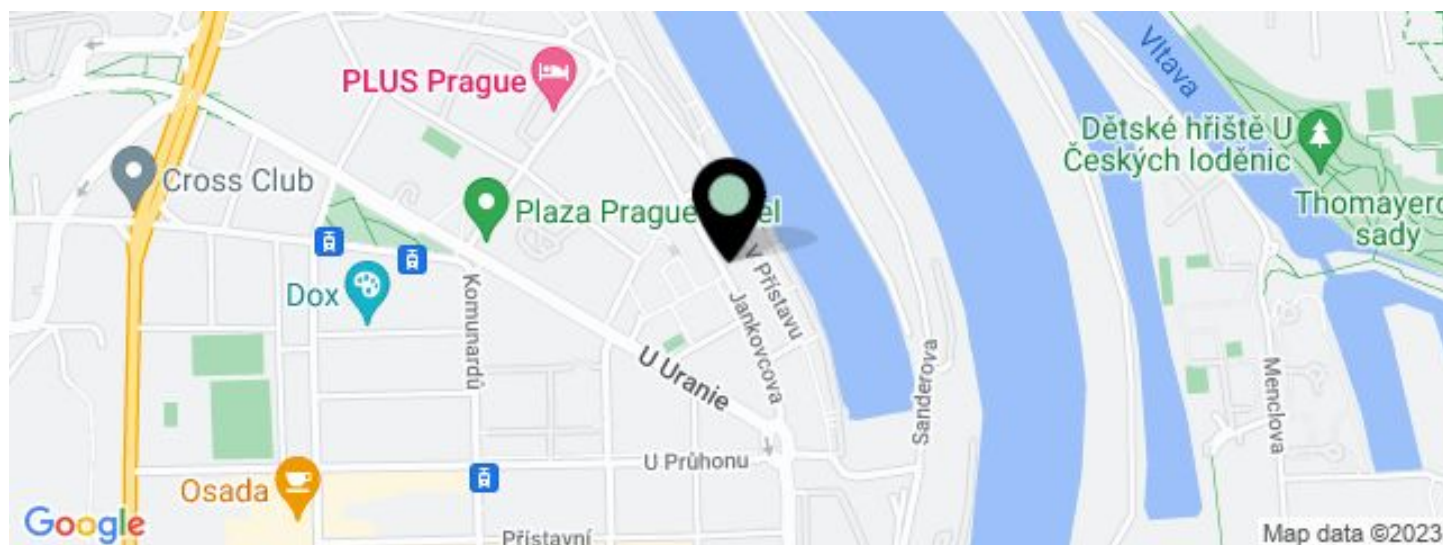 Vltava
PLUS Prague
Dětské hřiště U
Českých loděnic
Cross Club
Thomayero
sady
Plaza Prague
el
V Přístavu
Dox
Komunardů
Jankovcova
U Uranie
Sanderova
Menclova
U Průhonu
Osada
Přístavní
Google
Map data ©2023